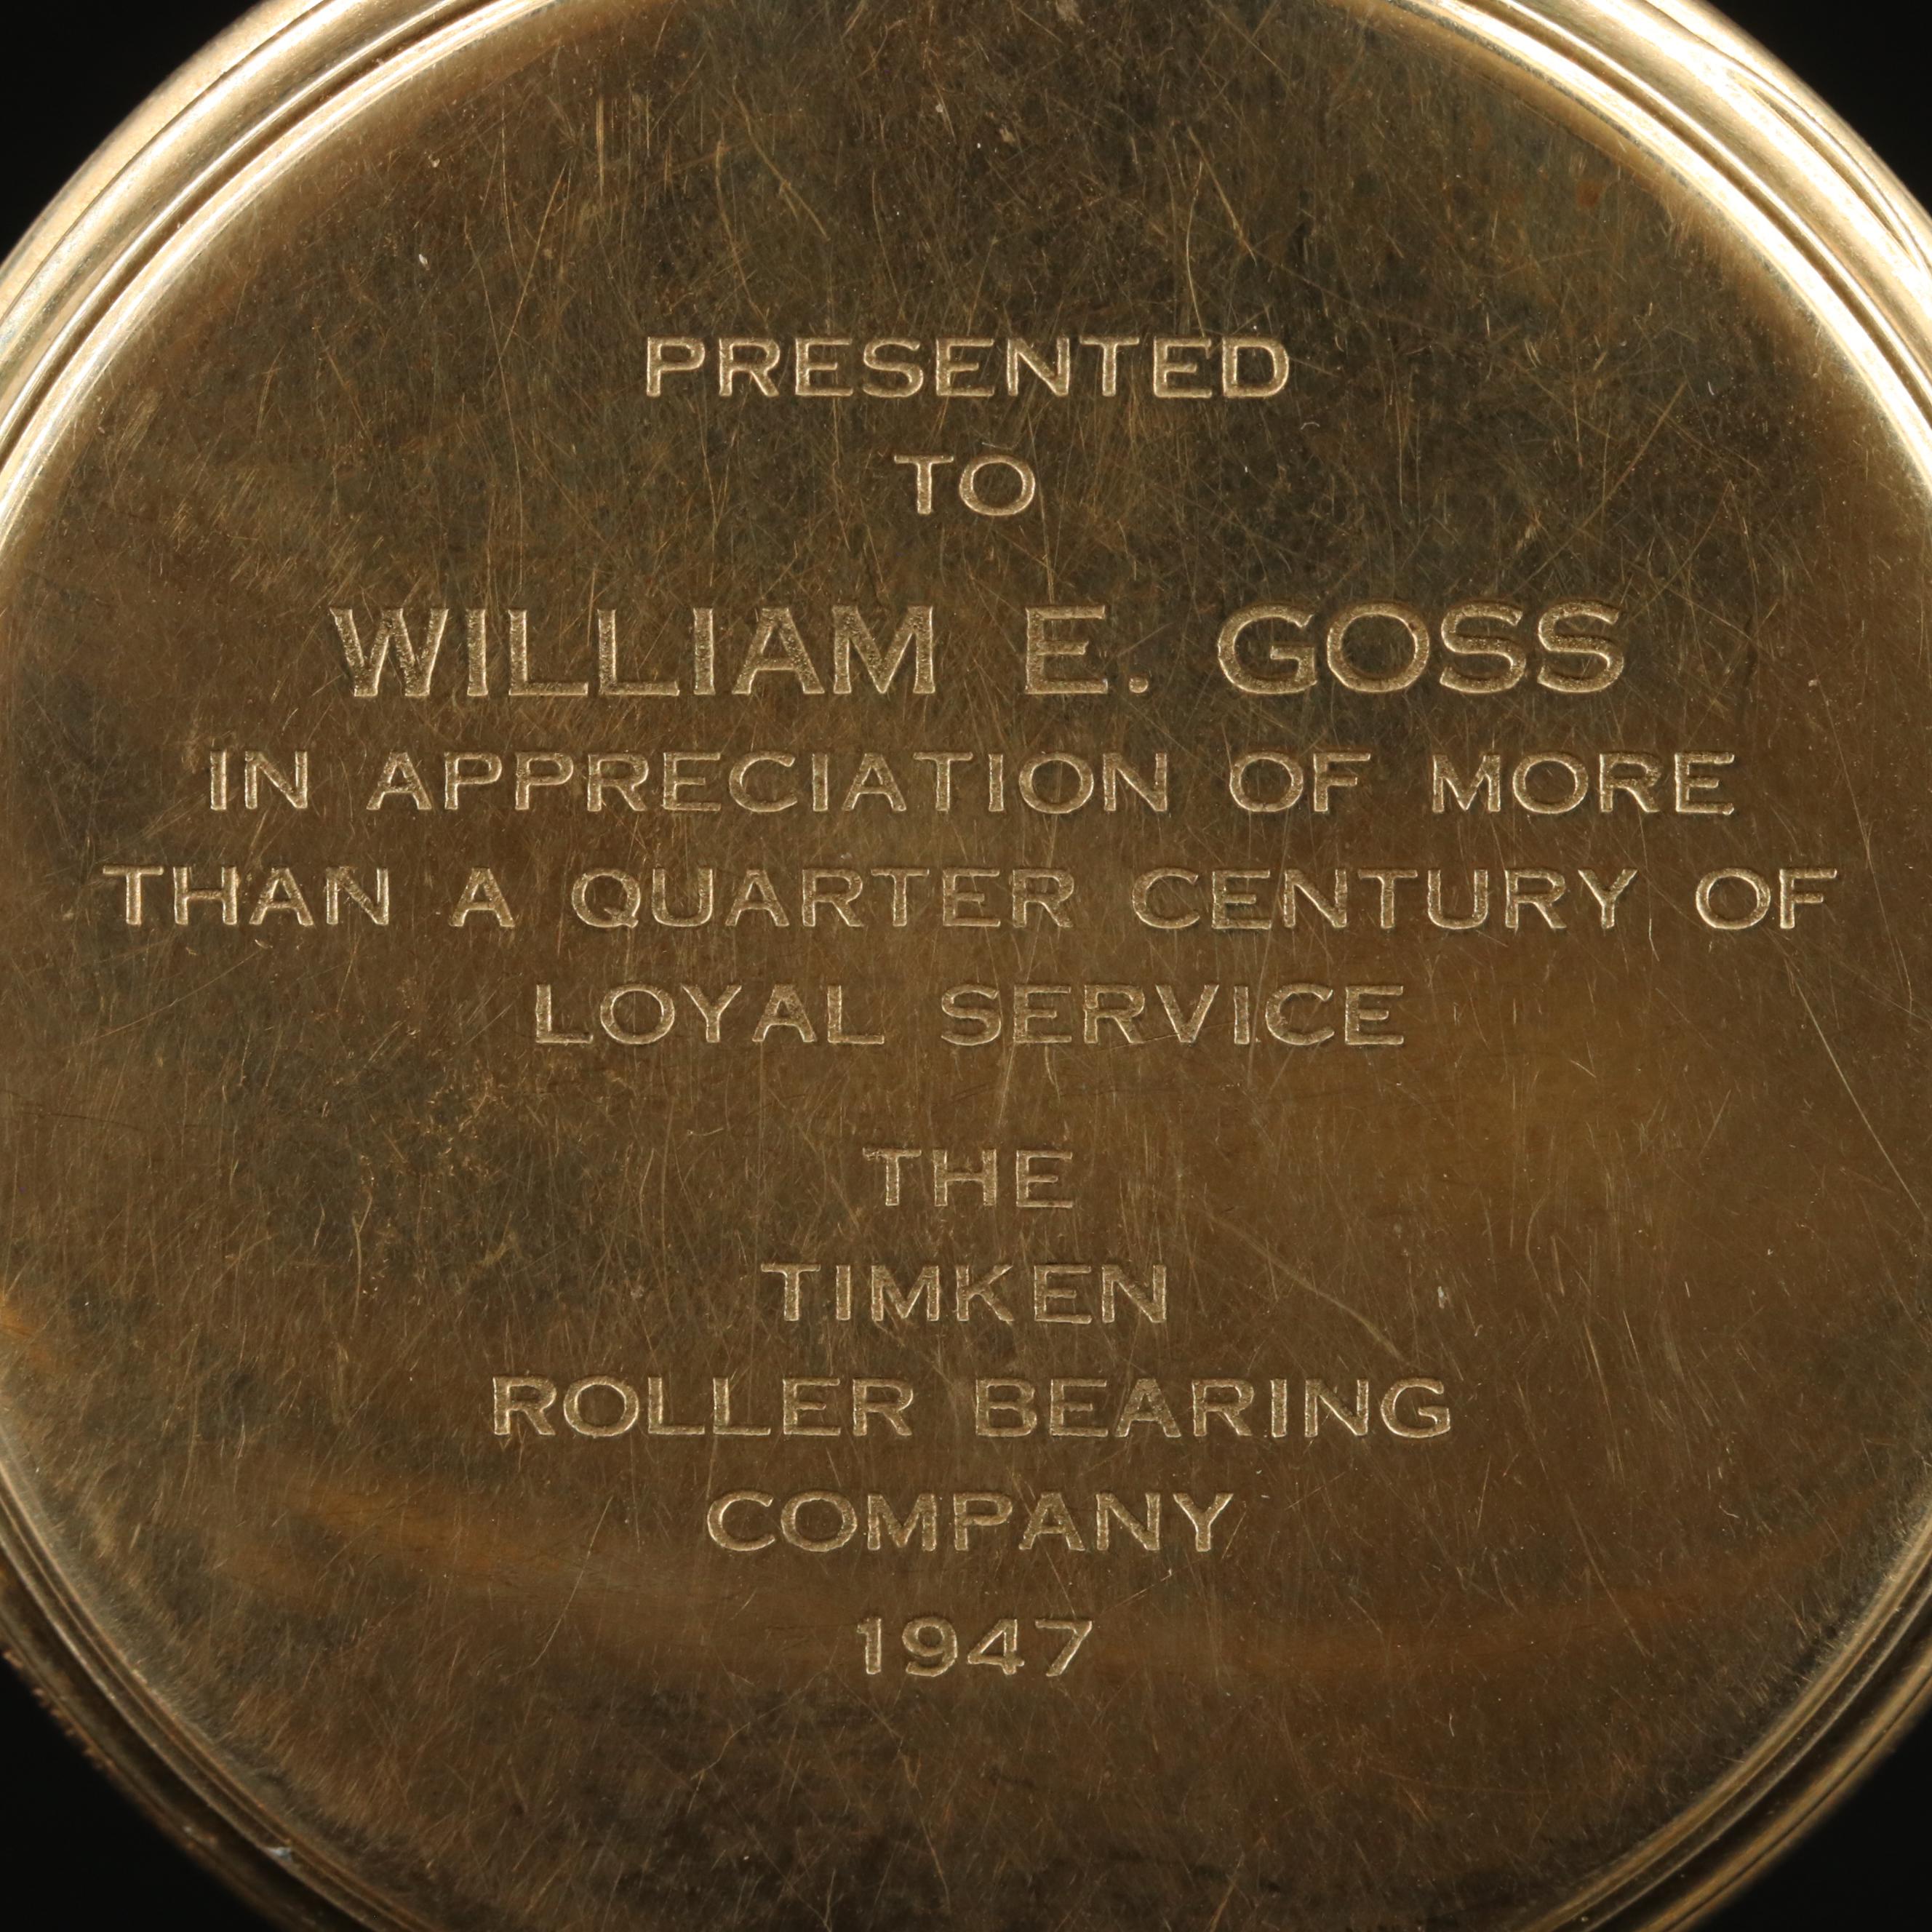 PRESENTED
TO
WILLIAM E. GOSS
IN APPRECIATION OF MORE
THAN A QUARTER CENTURY OF
LOYAL SERVICE
THE
TIMKEN
ROLLER BEARING
COMPANY
1947